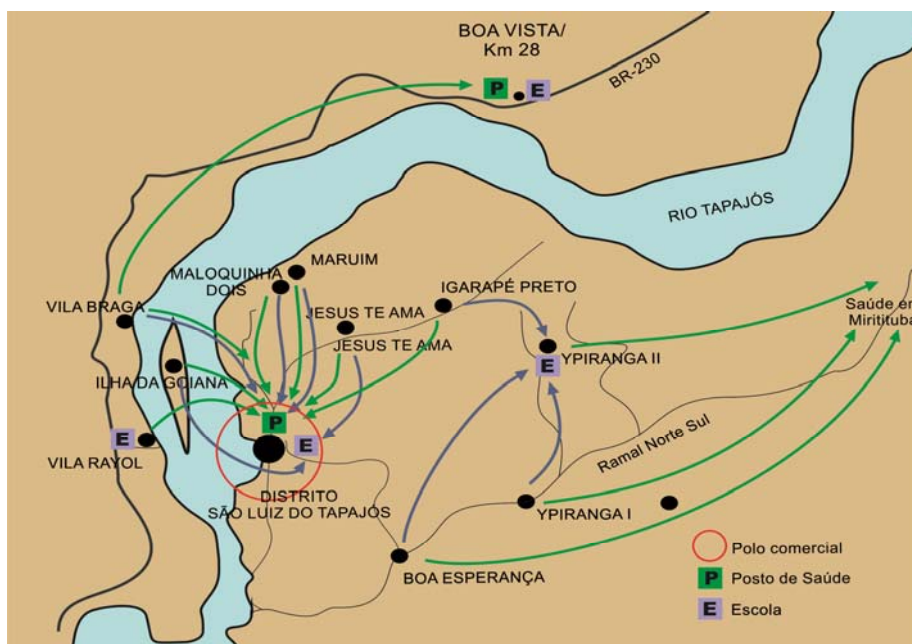 BOA VISTA/
Km 28
P E
BR-230
RIO TAPAJÓS
MARUIM
MALOQUINHA
DOIS
IGARAPÉ PRETO
VILA BRAGA
JESUS TE AMA
JESUS TE AMA
Saúde em
Miritituba
YPIRANGA II
E
ILHA DA GOIANA
P
E
E
VILA RAYOL
Ramal Norte Sul
DISTRITO
SÃO LUIZ DO TAPAJÓS
YPIRANGA I
BOA ESPERANÇA
Polo comercial
P Posto de Saúde
E Escola